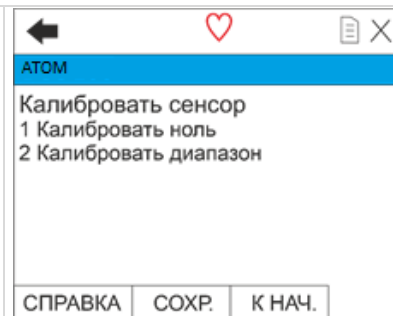 АТОМ
Калибровать сенсор
1 Калибровать ноль
2 Калибровать диапазон
СПРАВКА СОХР. К НАЧ.